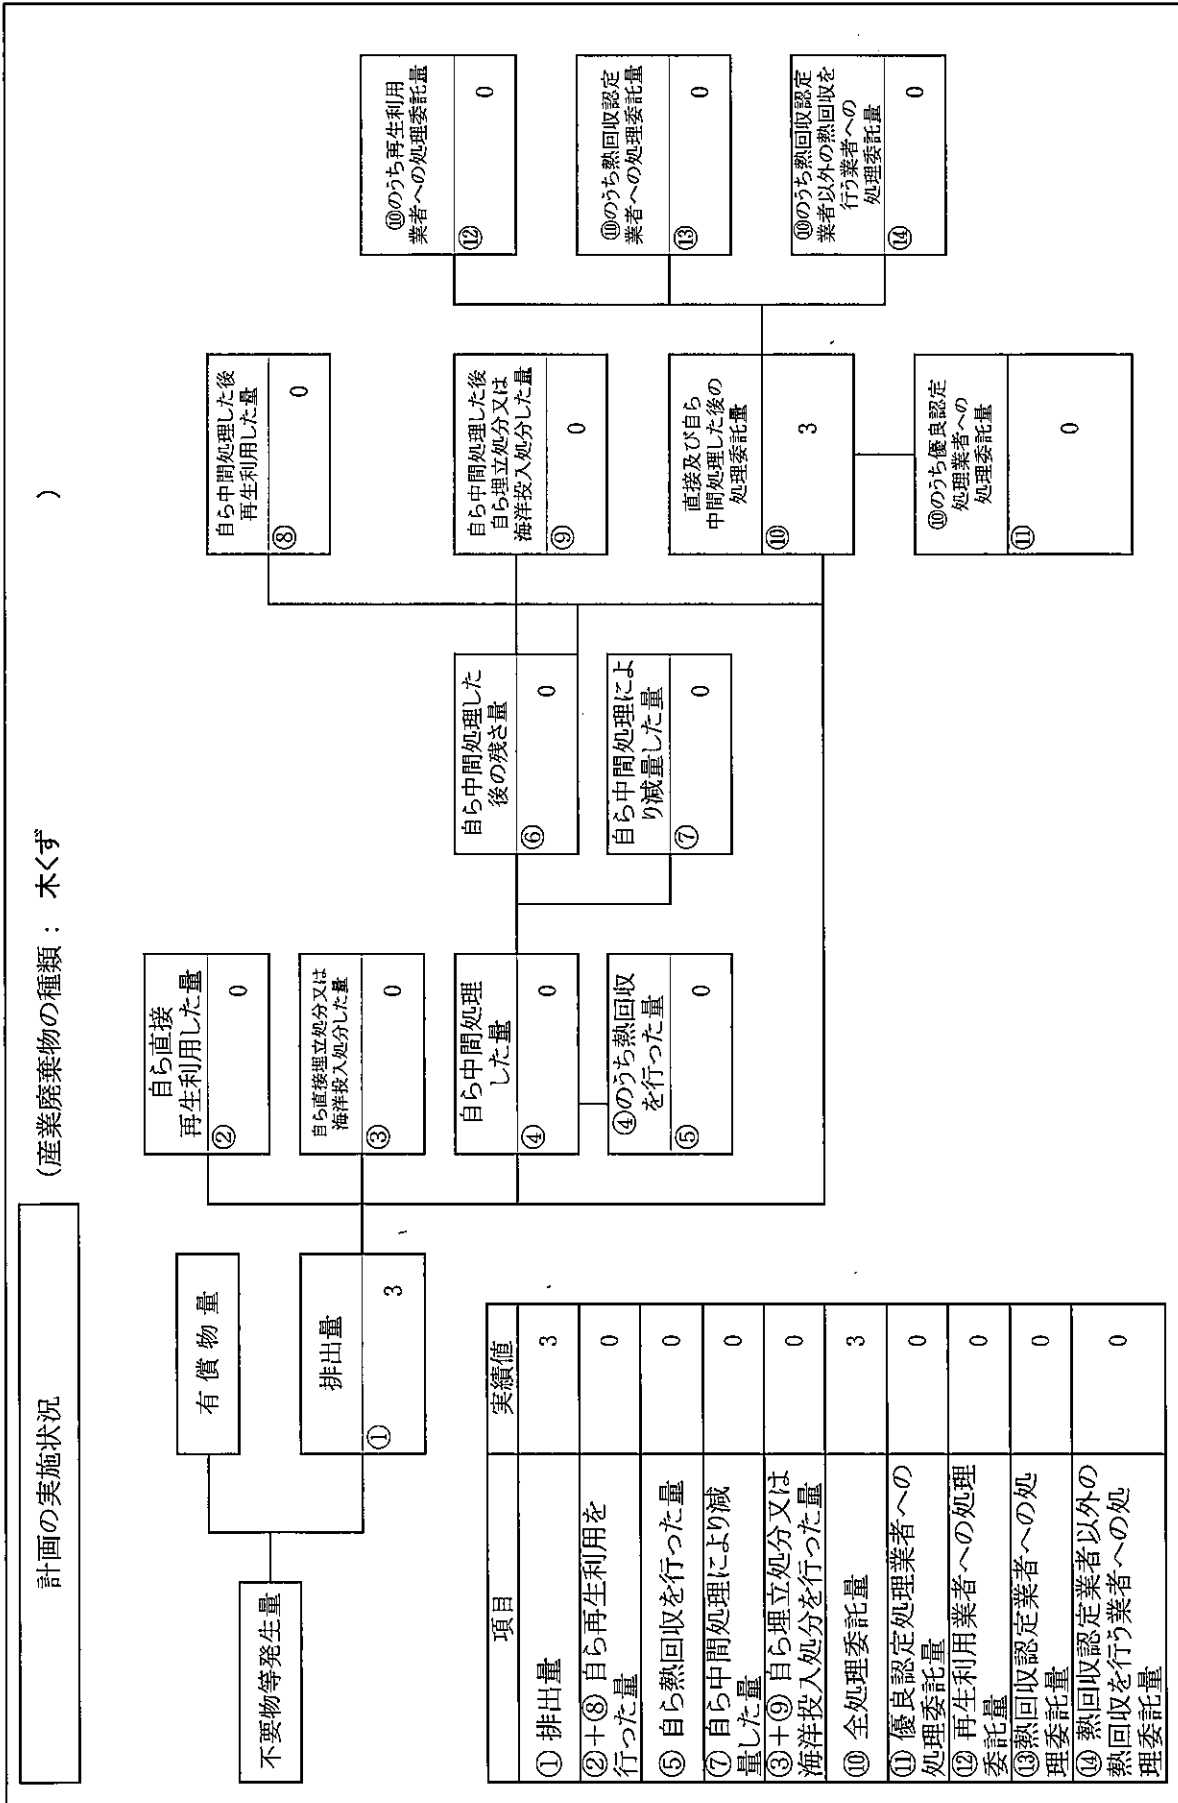 計画の実施状況
(産業廃棄物の種類： 木くず )
不要物等発生量
有 償 物 量
排出量
① 3
自ら直接
再生利用した量
② 0
自ら直接埋立処分又は
海洋投入処分した量
③ 0
自ら中間処理
した量
④ 0
④のうち熱回収
を行った量
⑤ 0
自ら中間処理した
後の残さ量
⑥ 0
自ら中間処理によ
り減量した量
⑦ 0
自ら中間処理した後
再生利用した量
⑧ 0
自ら中間処理した後
自ら埋立処分又は
海洋投入処分した量
⑨ 0
直接及び自ら
中間処理した後の
処理委託量
⑩ 3
⑩のうち優良認定
処理業者への
処理委託量
⑪ 0
⑩のうち再生利用
業者への処理委託量
⑫ 0
⑩のうち熱回収認定
業者への処理委託量
⑬ 0
⑩のうち熱回収認定
業者以外の熱回収を
行う業者への
処理委託量
⑭ 0
項目 実績値
① 排出量 3
②＋⑧ 自ら再生利用を
行った量 0
⑤ 自ら熱回収を行った量 0
⑦ 自ら中間処理により減
量した量 0
③＋⑨ 自ら埋立処分又は
海洋投入処分を行った量 0
⑩ 全処理委託量 3
⑪ 優良認定処理業者への
処理委託量 0
⑫ 再生利用業者への処理
委託量 0
⑬熱回収認定業者への処
理委託量 0
⑭ 熱回収認定業者以外の
熱回収を行う業者への処
理委託量 0